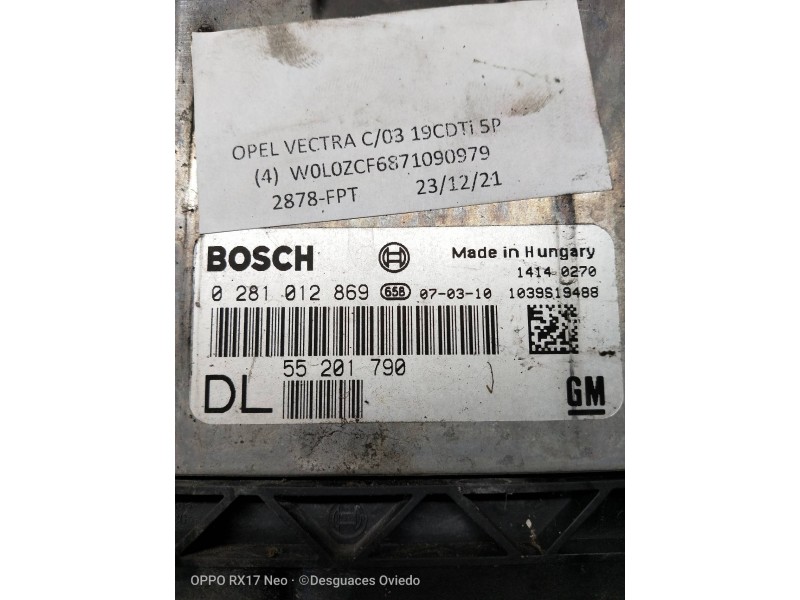 OPEL VECTRA C/03 19CDTi 5P
(4) W0L0ZCF6871090979
2878-FPT 23/12/21
BOSCH Made in Hungary
1414 0270
0 281 012 869 65B 07-03-10 1039S19488
55 201 790
DL GM
OPPO RX17 Neo · ©Desguaces Oviedo